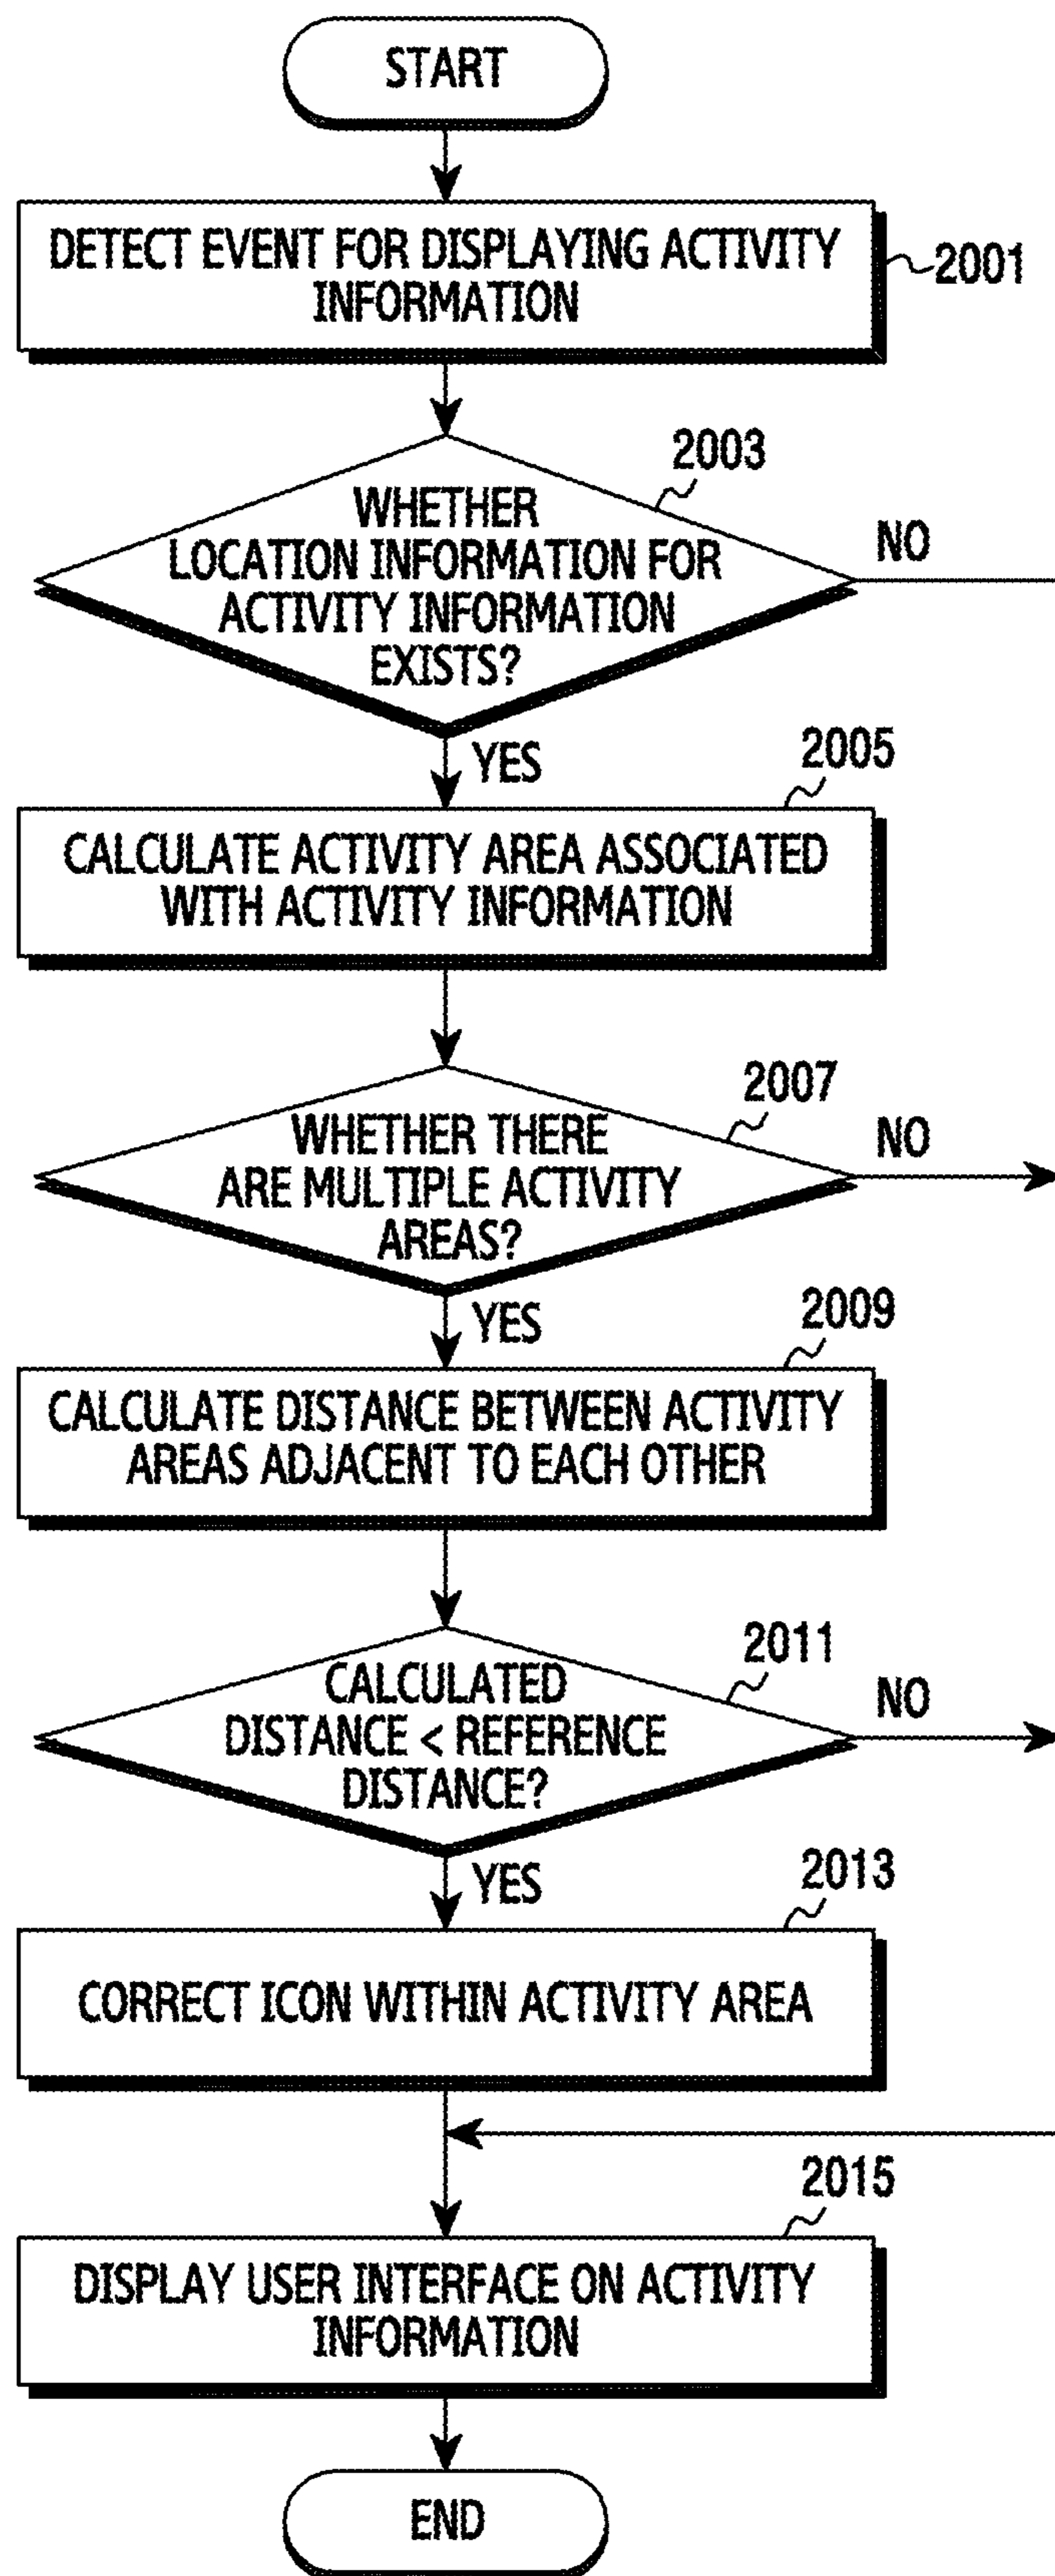 START
DETECT EVENT FOR DISPLAYING ACTIVITY
INFORMATION
2001
2003
WHETHER
LOCATION INFORMATION FOR
ACTIVITY INFORMATION
EXISTS?
NO
YES
2005
CALCULATE ACTIVITY AREA ASSOCIATED
WITH ACTIVITY INFORMATION
2007
WHETHER THERE
ARE MULTIPLE ACTIVITY
AREAS?
NO
YES
2009
CALCULATE DISTANCE BETWEEN ACTIVITY
AREAS ADJACENT TO EACH OTHER
2011
CALCULATED
DISTANCE < REFERENCE
DISTANCE?
NO
YES
2013
CORRECT ICON WITHIN ACTIVITY AREA
2015
DISPLAY USER INTERFACE ON ACTIVITY
INFORMATION
END